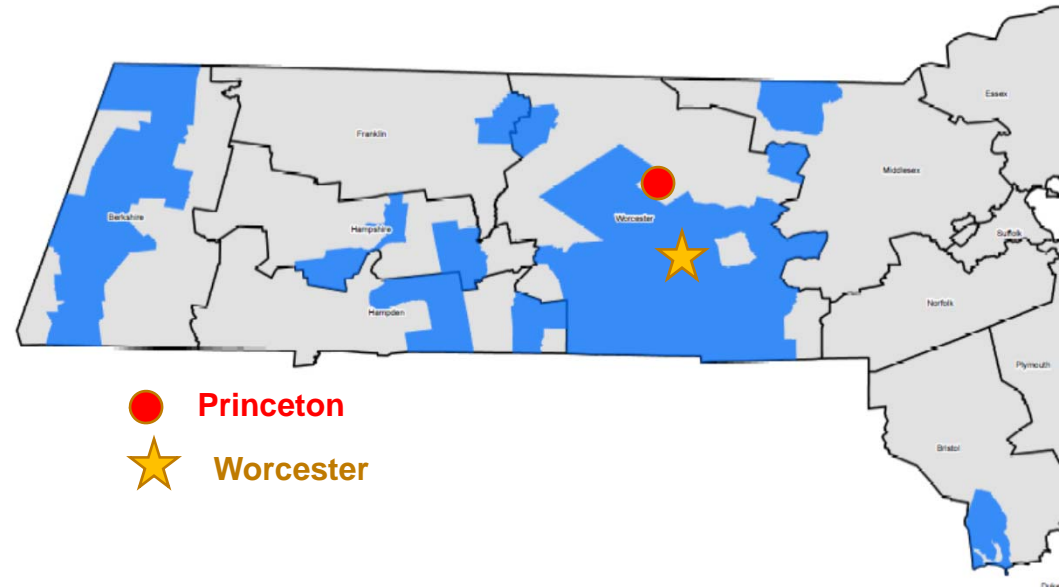 Essex
Franklin
Middlesex
Berkshire
Worcester
Hampshire
Suffolk
Norfolk
Hampden
Plymouth
Princeton
Bristol
Worcester